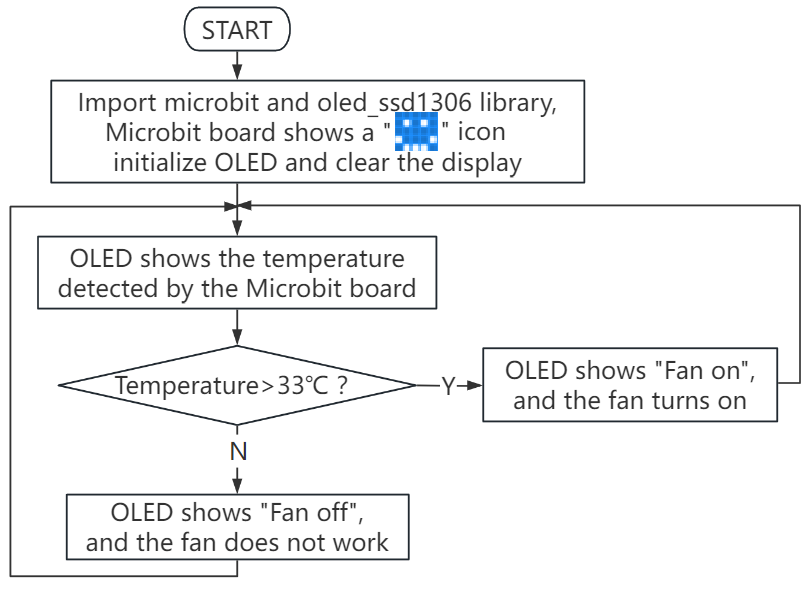 START
Import microbit and oled_ssd1306 library,
Microbit board shows a " " icon
initialize OLED and clear the display
OLED shows the temperature
detected by the Microbit board
Temperature>33℃ ?
Y
OLED shows "Fan on",
and the fan turns on
N
OLED shows "Fan off",
and the fan does not work